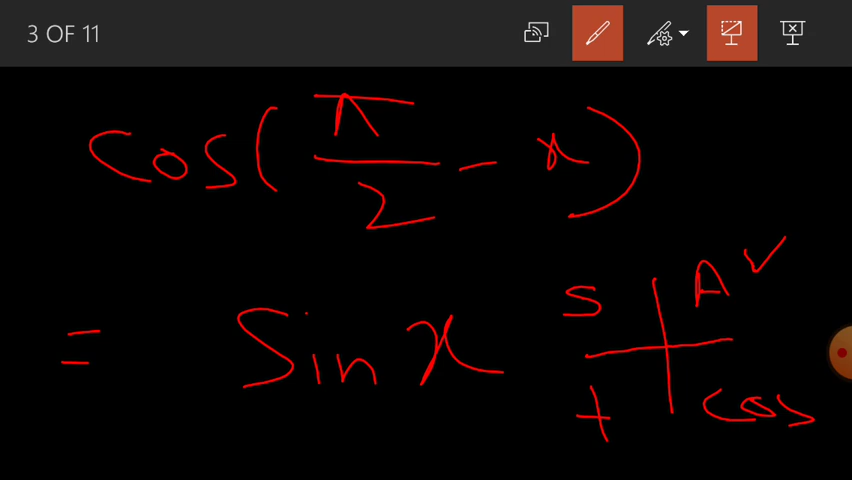 3 OF 11
cos(π/2 - x)
= Sin x
S A ✓
T cos